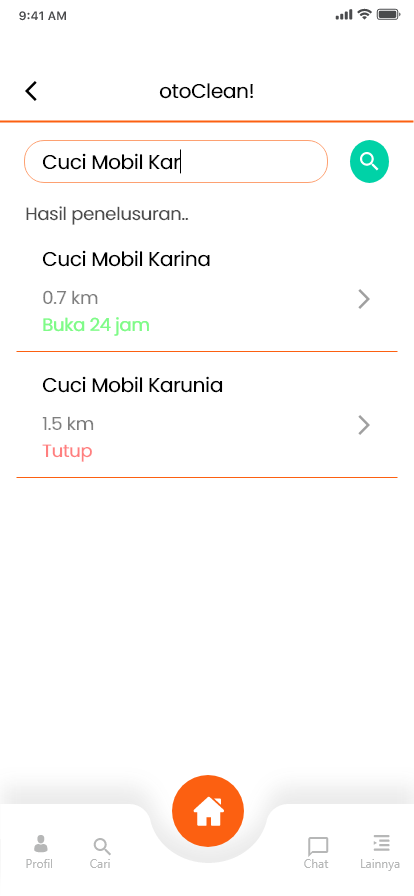 9:41 AM
otoClean!
Cuci Mobil Kar
Hasil penelusuran..
Cuci Mobil Karina
0.7 km
Buka 24 jam
Cuci Mobil Karunia
1.5 km
Tutup
Profil
Cari
Chat
Lainnya